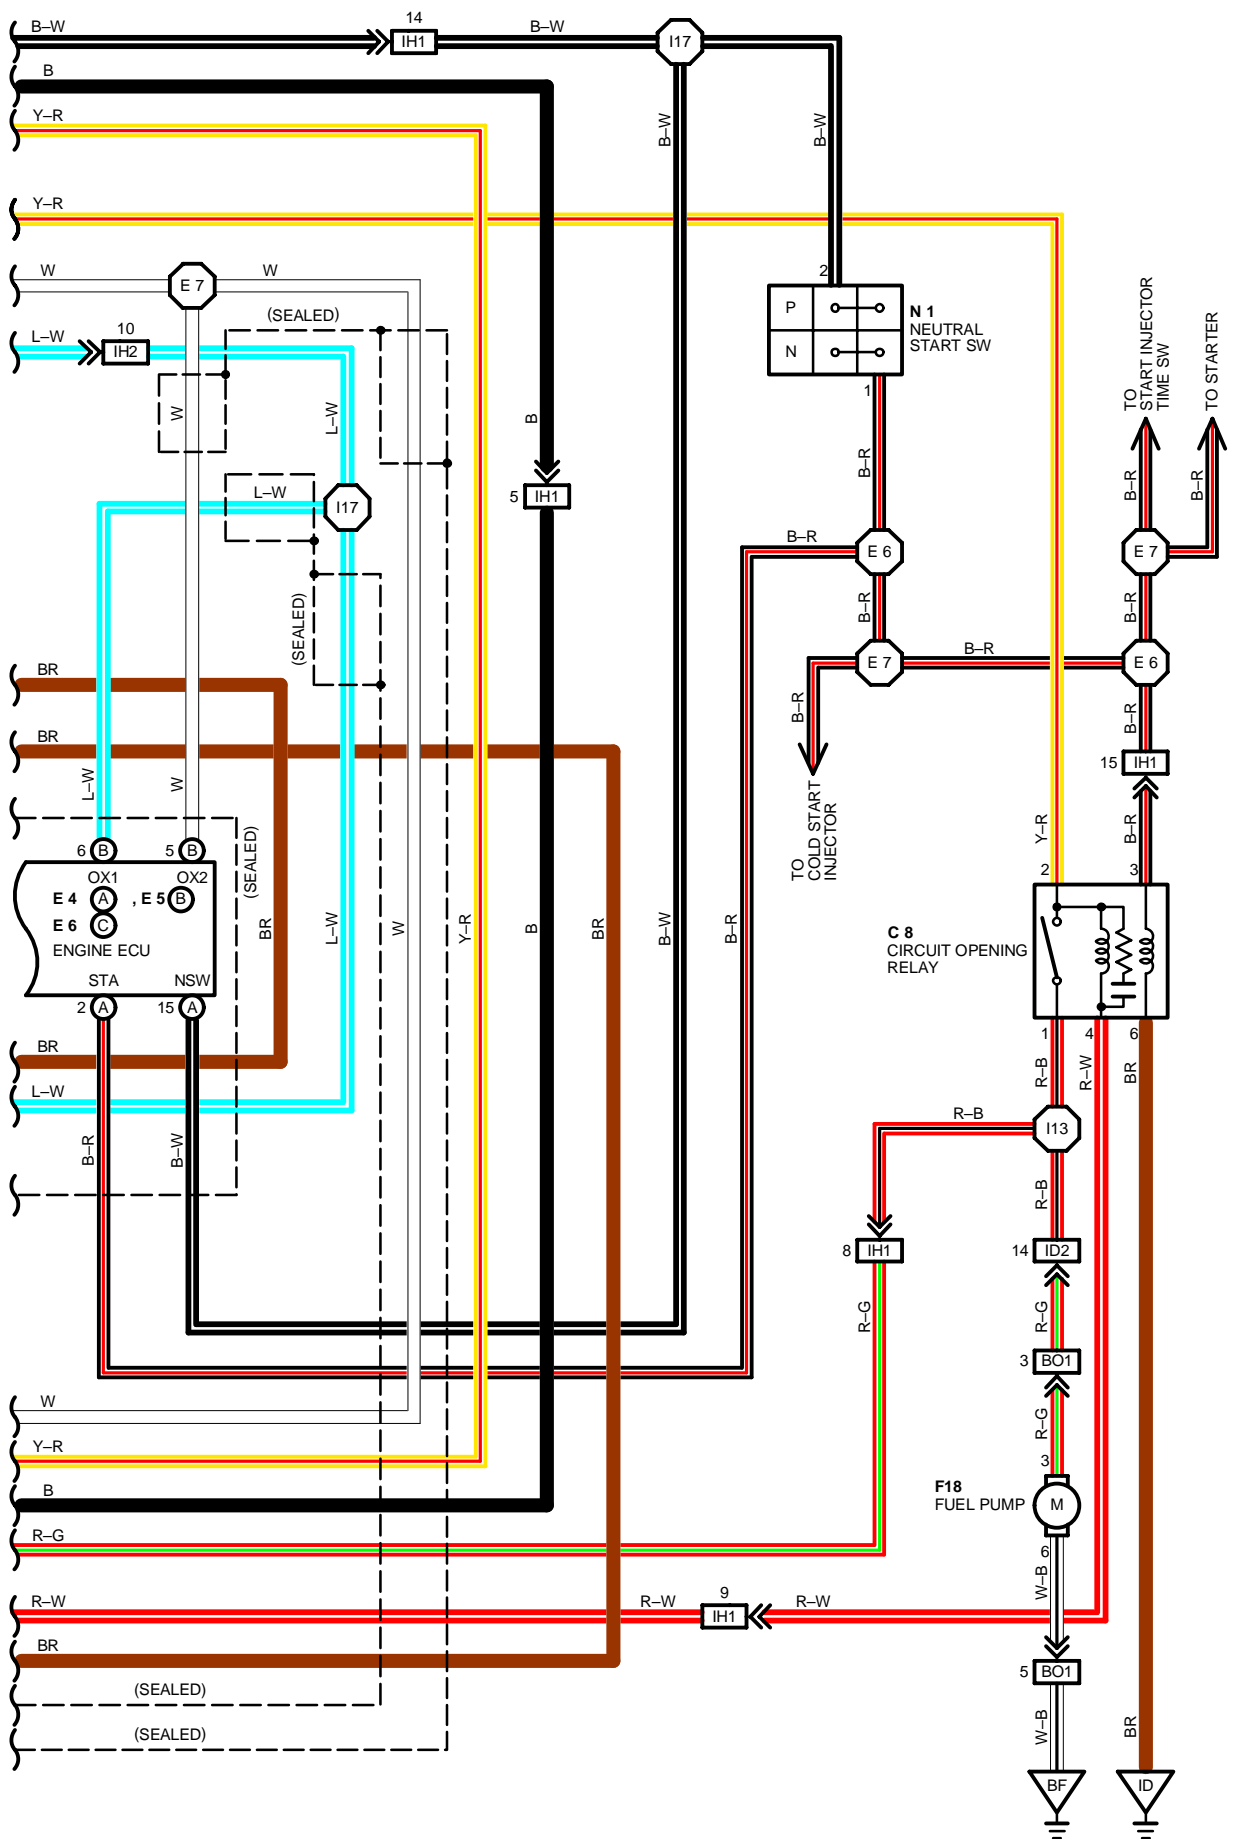 14
B–W
IH1
B–W
I17
B
Y–R
B–W
B–W
Y–R
W
E 7
W
2
P
N
N 1
NEUTRAL
START SW
1
(SEALED)
10
L–W
IH2
W
L–W
B
B–R
TO
START INJECTOR
TIME SW
TO STARTER
B–R
B–R
L–W
I17
5
IH1
B–R
E 6
E 7
(SEALED)
B–R
B–R
E 7
B–R
E 6
BR
B–R
B–R
BR
15
IH1
L–W
W
TO
COLD START
INJECTOR
Y–R
B–R
(SEALED)
6
B
5
B
2
3
OX1
OX2
E 4
A
, E 5
B
E 6
C
ENGINE ECU
STA
NSW
BR
L–W
W
Y–R
B
BR
B–W
B–R
C 8
CIRCUIT OPENING
RELAY
2
A
15
A
1
4
6
BR
R–B
R–W
BR
L–W
R–B
I13
B–R
B–W
R–B
8
IH1
14
ID2
R–G
R–G
3
BO1
W
R–G
Y–R
3
B
F18
FUEL PUMP
M
R–G
6
W–B
R–W
R–W
9
IH1
R–W
BR
5
BO1
(SEALED)
(SEALED)
W–B
BR
BF
ID